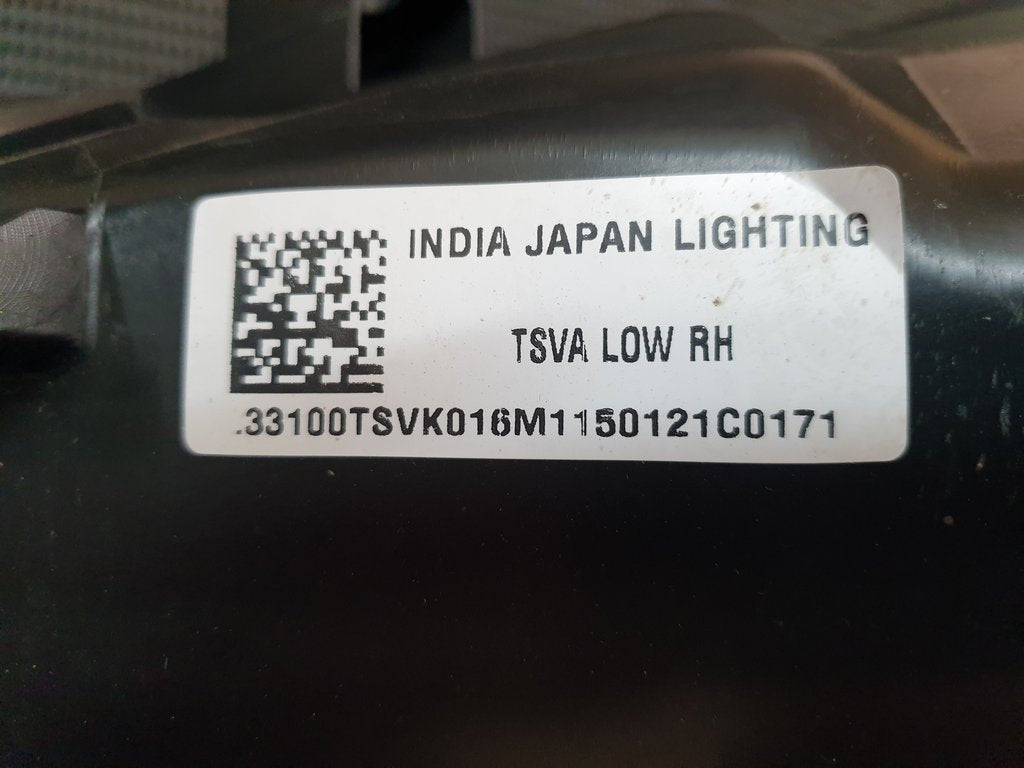 INDIA JAPAN LIGHTING
TSVA LOW RH
.33100TSVK016M1150121C0171